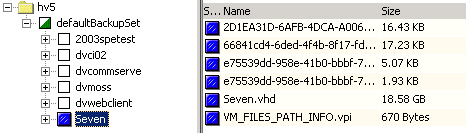 hv5
defaultBackupSet
2003spetest
dvci02
dvcommserve
dvmoss
dvwebclient
Seven
S... Name Size
2D1EA31D-6AFB-4DCA-A006... 16.43 KB
66841cd4-6ded-4f4b-8f17-fd... 17.23 KB
e75539dd-958e-41b0-bbbf-7... 5.07 KB
e75539dd-958e-41b0-bbbf-7... 1.93 KB
Seven.vhd 18.58 GB
VM_FILES_PATH_INFO.vpi 670 Bytes